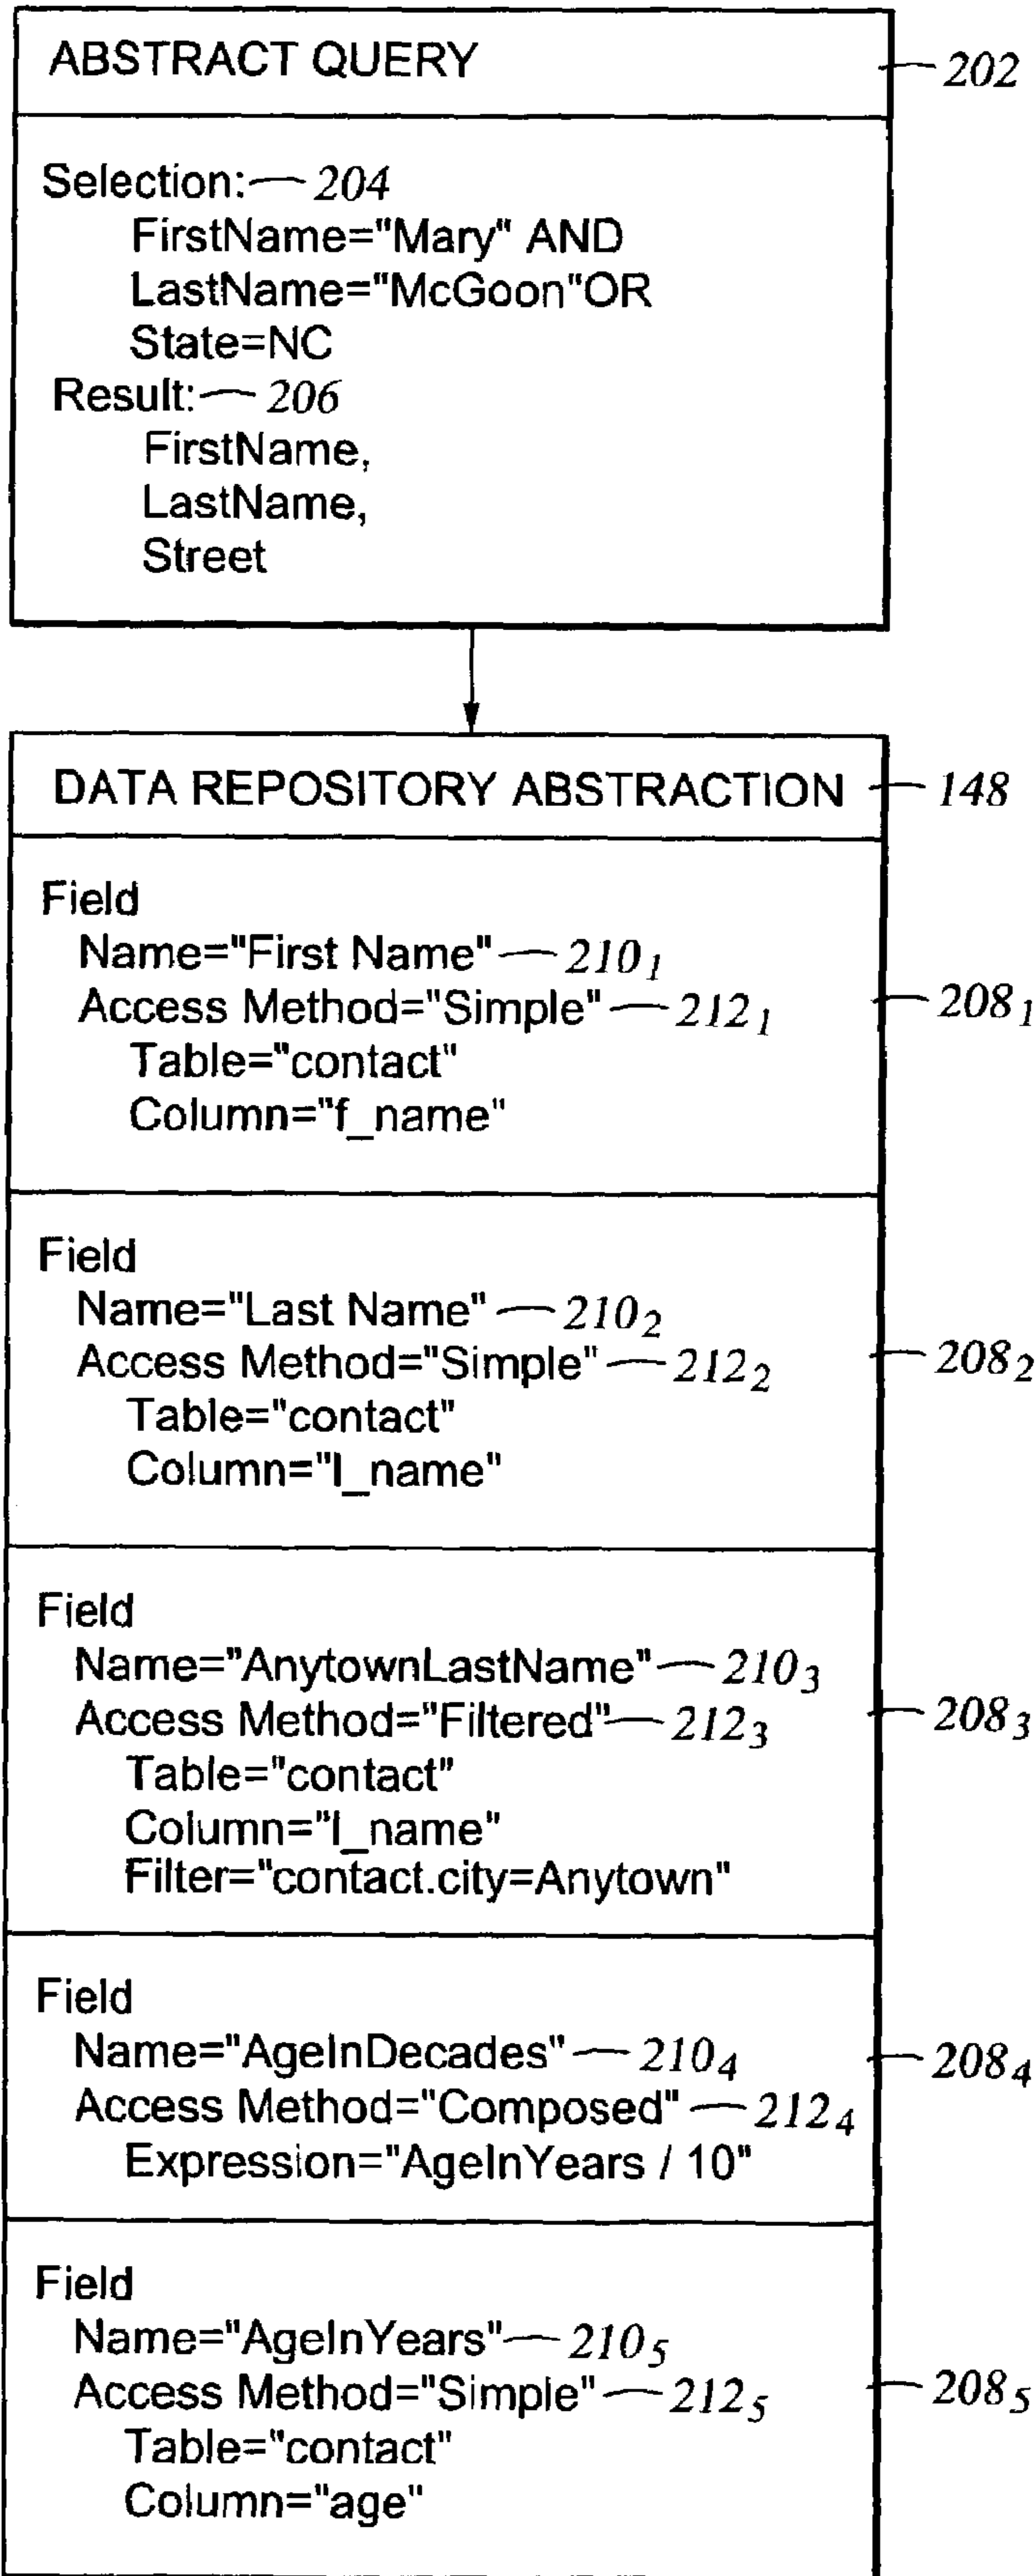 ABSTRACT QUERY 202
Selection: 204
FirstName="Mary" AND
LastName="McGoon"OR
State=NC
Result: 206
FirstName,
LastName,
Street
DATA REPOSITORY ABSTRACTION 148
Field
Name="First Name" 210₁
Access Method="Simple" 212₁ 208₁
Table="contact"
Column="f_name"
Field
Name="Last Name" 210₂
Access Method="Simple" 212₂ 208₂
Table="contact"
Column="l_name"
Field
Name="AnytownLastName" 210₃
Access Method="Filtered" 212₃ 208₃
Table="contact"
Column="l_name"
Filter="contact.city=Anytown"
Field
Name="AgeInDecades" 210₄ 208₄
Access Method="Composed" 212₄
Expression="AgeInYears / 10"
Field
Name="AgeInYears" 210₅
Access Method="Simple" 212₅ 208₅
Table="contact"
Column="age"